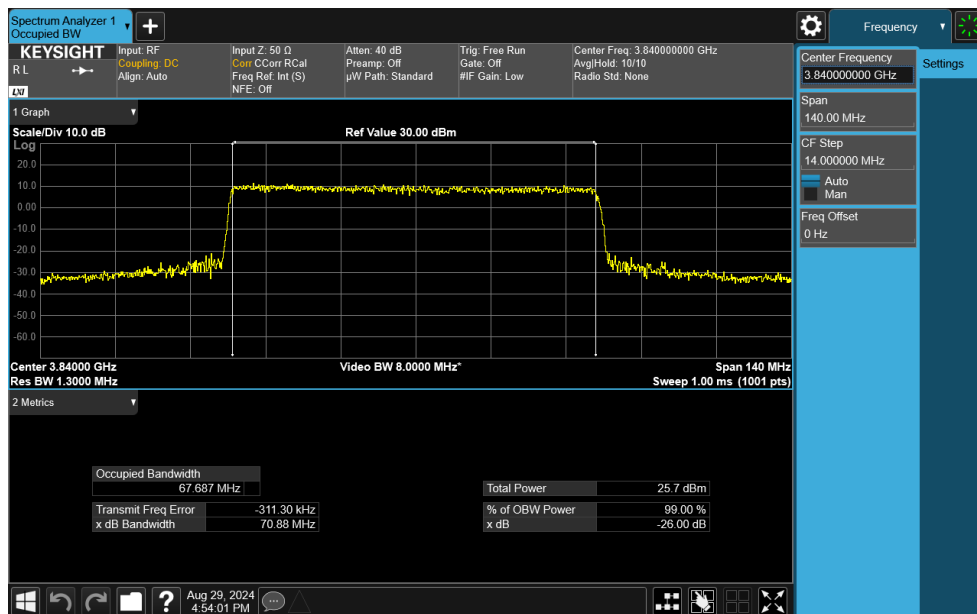 Spectrum Analyzer 1
Occupied BW
Frequency
KEYSIGHT
R L
LXI
Input: RF
Coupling: DC
Align: Auto
Input Z: 50 Ω
Corr CCorr RCal
Freq Ref: Int (S)
NFE: Off
Atten: 40 dB
Preamp: Off
µW Path: Standard
Trig: Free Run
Gate: Off
#IF Gain: Low
Center Freq: 3.840000000 GHz
Avg|Hold: 10/10
Radio Std: None
Center Frequency
3.840000000 GHz
Settings
Span
140.00 MHz
CF Step
14.000000 MHz
Auto
Man
Freq Offset
0 Hz
1 Graph
Scale/Div 10.0 dB
Ref Value 30.00 dBm
Log
20.0
10.0
0.00
-10.0
-20.0
-30.0
-40.0
-50.0
-60.0
Center 3.84000 GHz
Video BW 8.0000 MHz*
Span 140 MHz
Res BW 1.3000 MHz
Sweep 1.00 ms (1001 pts)
2 Metrics
Occupied Bandwidth
67.687 MHz
Total Power 25.7 dBm
Transmit Freq Error -311.30 kHz
% of OBW Power 99.00 %
x dB Bandwidth 70.88 MHz
x dB -26.00 dB
?
Aug 29, 2024
4:54:01 PM